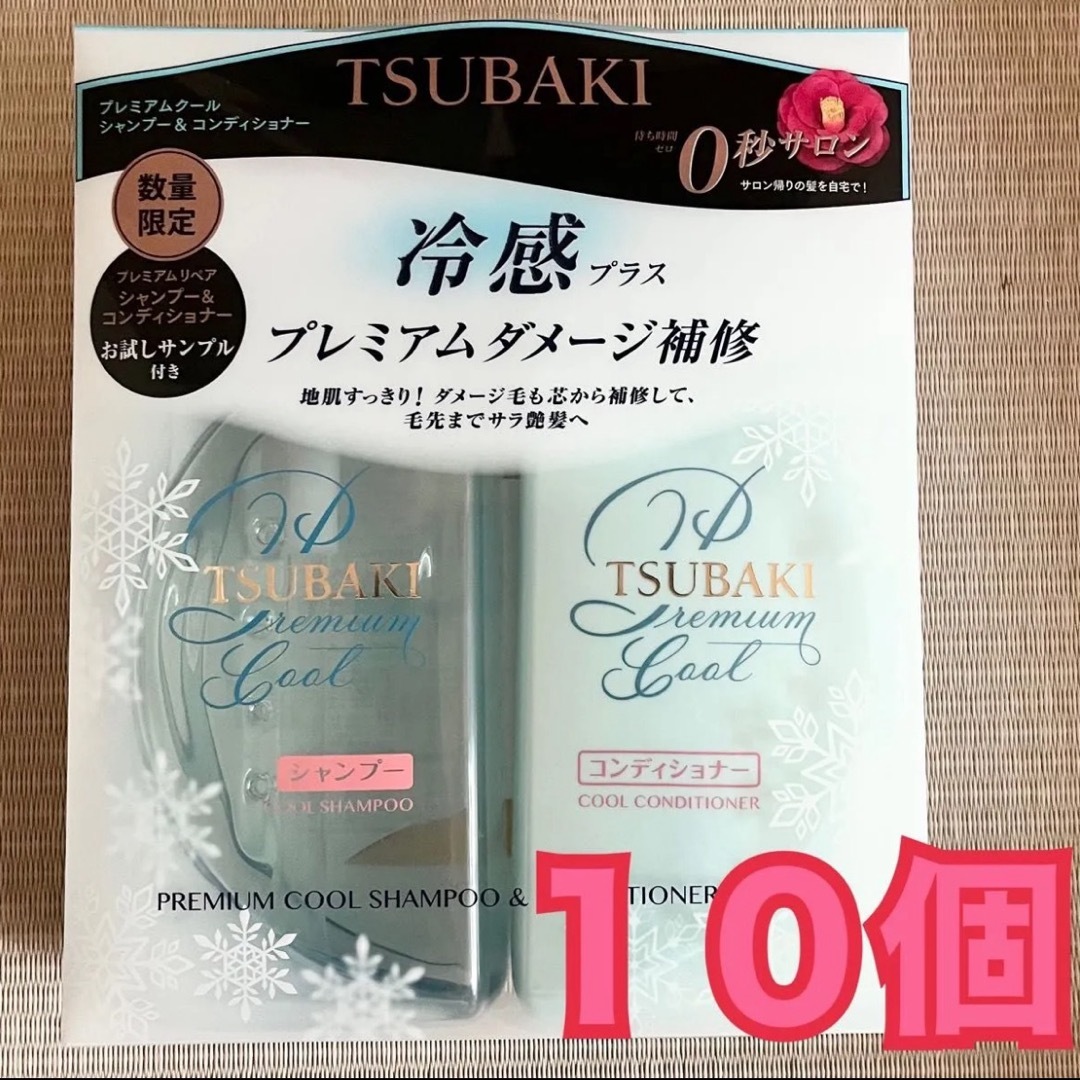 TSUBAKI
プレミアムクール
シャンプー&コンディショナー
待ち時間
ゼロ
0秒サロン
サロン帰りの髪を自宅で!
数量
限定
プレミアムリペア
シャンプー&
コンディショナー
お試しサンプル
付き
冷感プラス
プレミアムダメージ補修
地肌すっきり! ダメージ毛も芯から補修して、
毛先までサラ艶髪へ
TSUBAKI
Premium
Cool
シャンプー
COOL SHAMPOO
TSUBAKI
Premium
Cool
コンディショナー
COOL CONDITIONER
PREMIUM COOL SHAMPOO &
10個